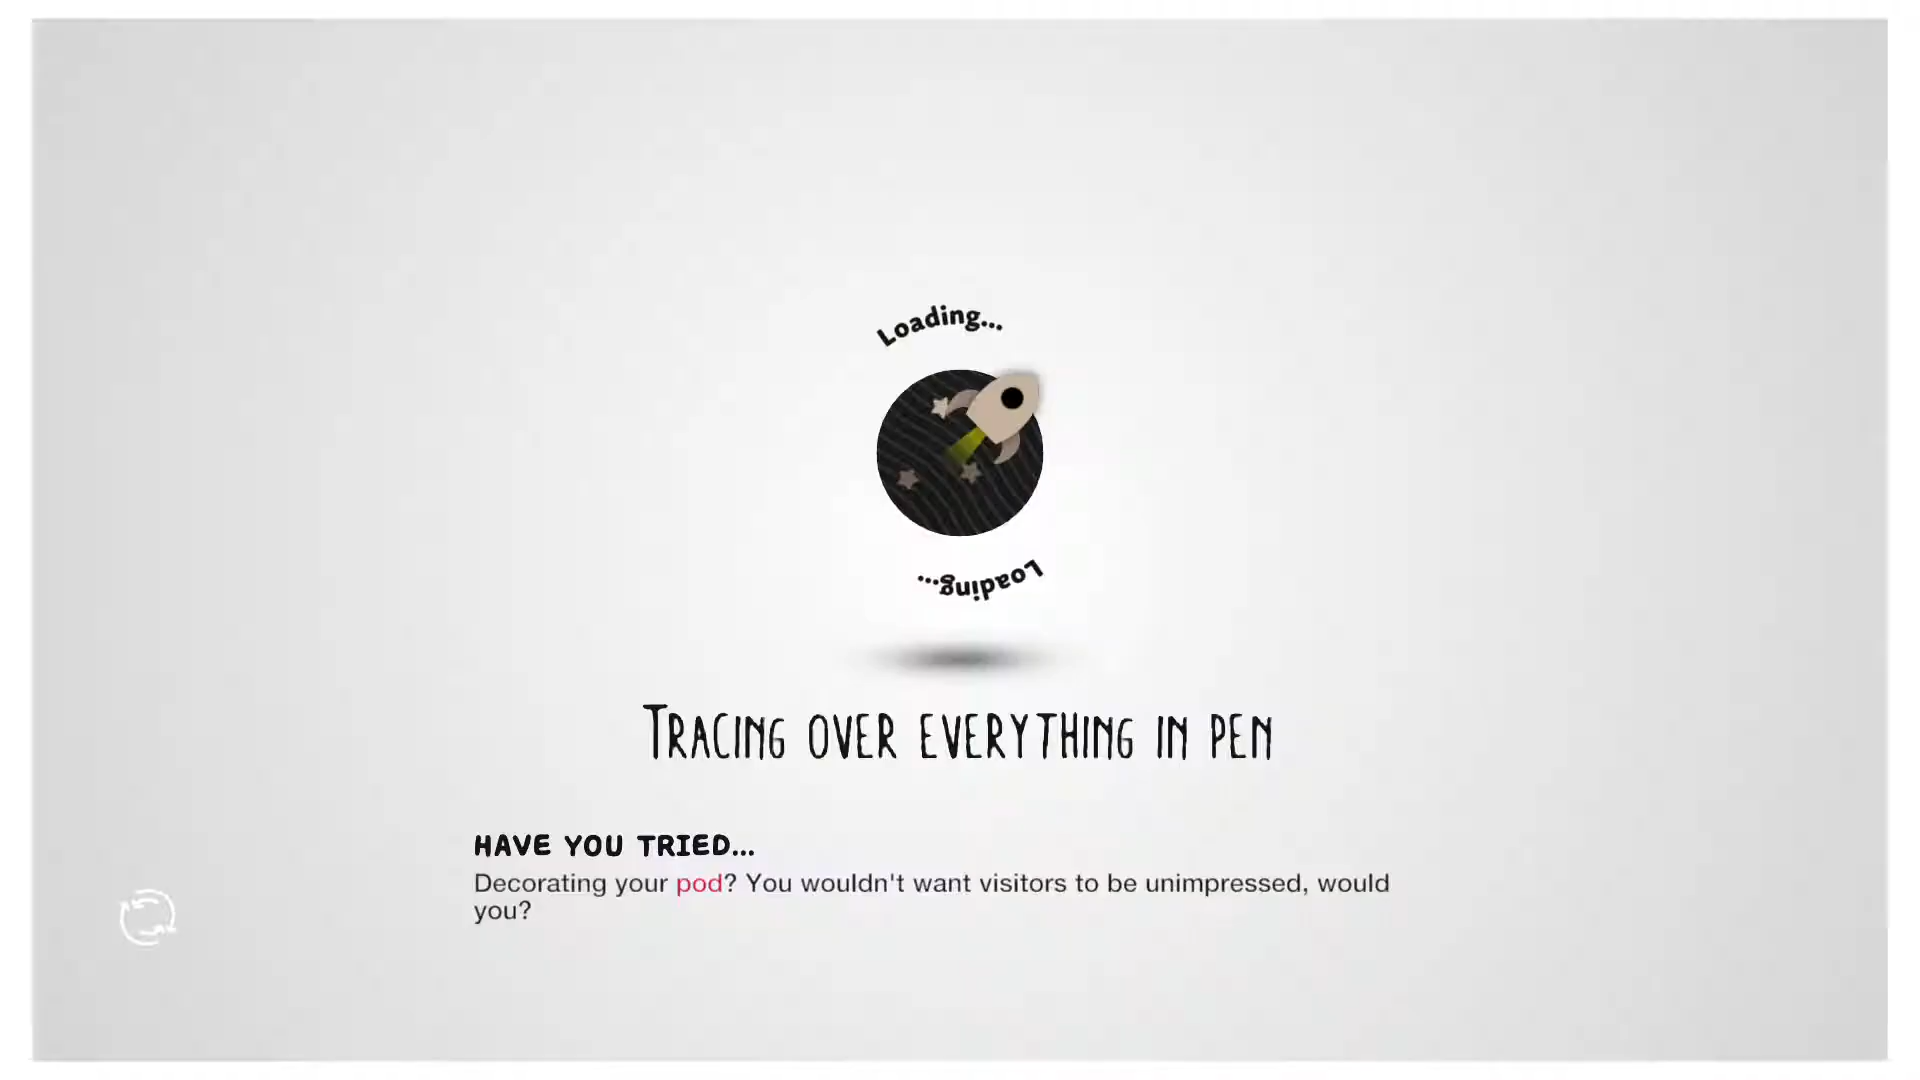 Loading...
Loading...
TRACING OVER EVERYTHING IN PEN
HAVE YOU TRIED...
Decorating your pod? You wouldn't want visitors to be unimpressed, would
you?